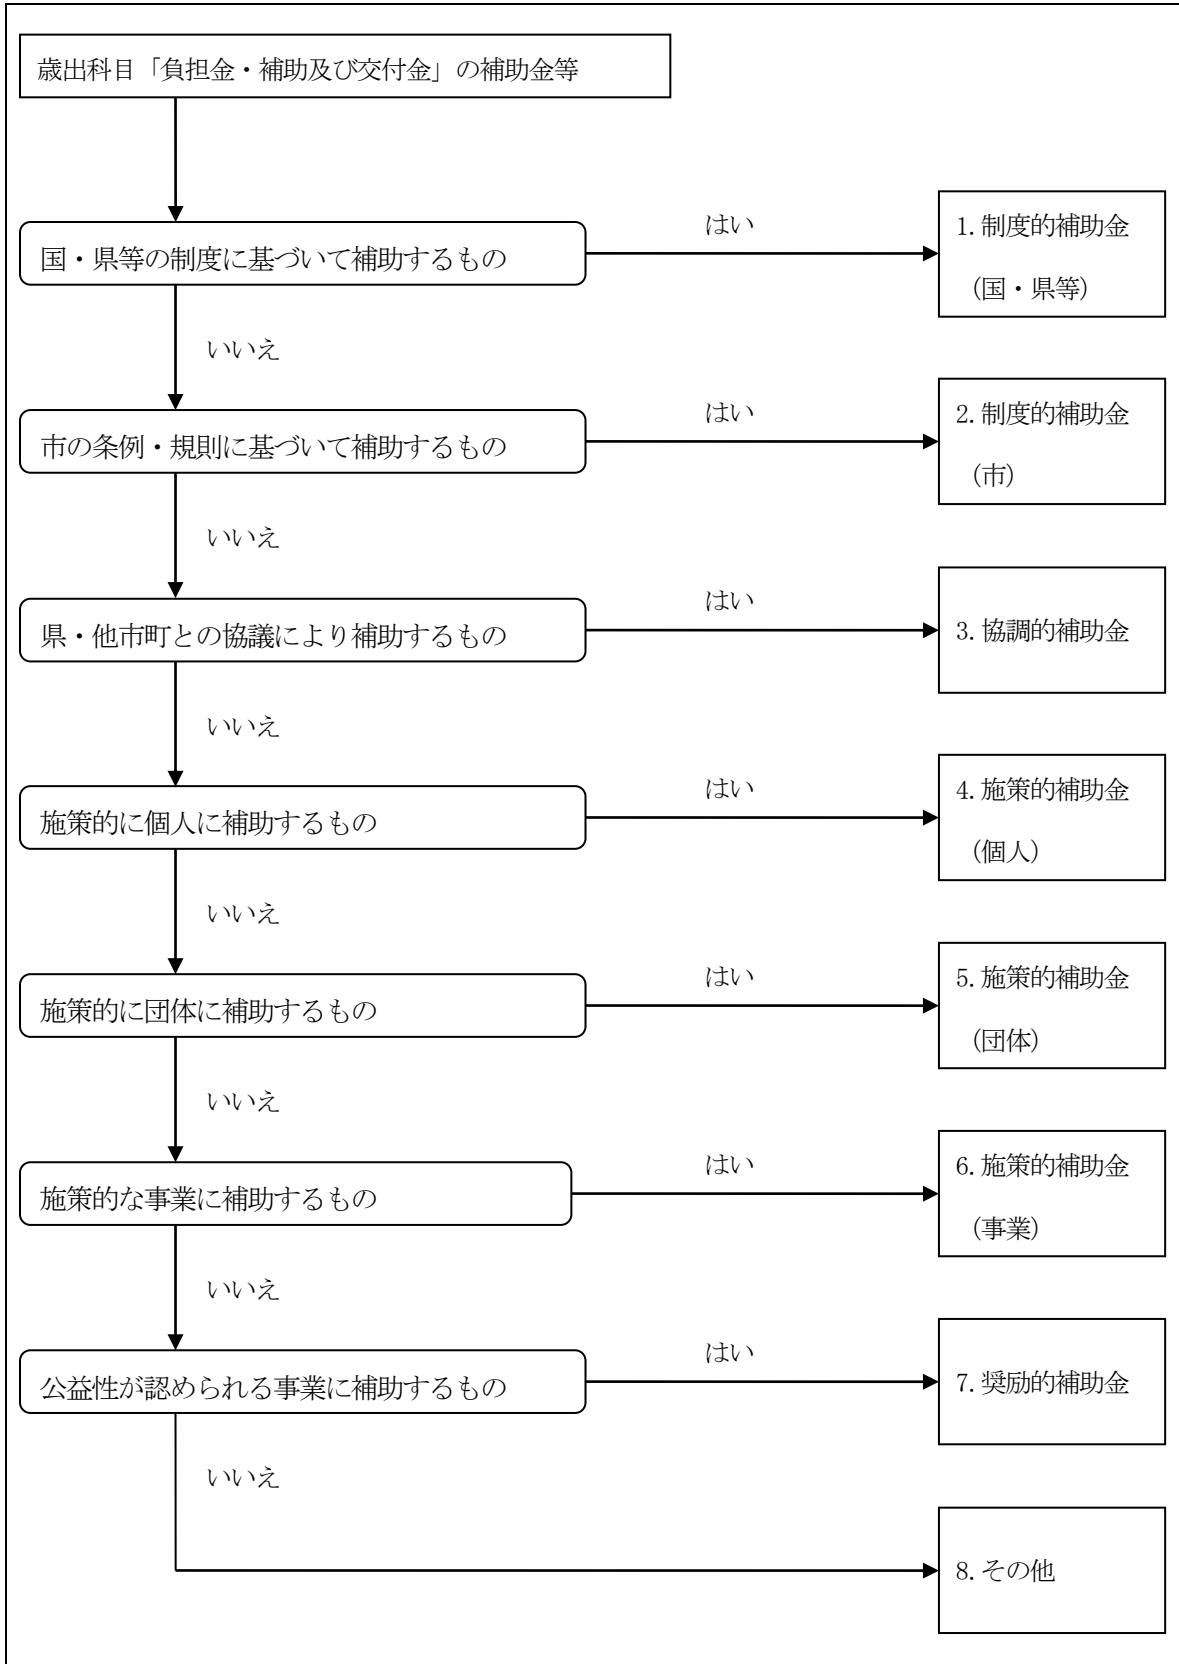 歳出科目「負担金・補助及び交付金」の補助金等
国・県等の制度に基づいて補助するもの
はい
1.制度的補助金
（国・県等）
いいえ
市の条例・規則に基づいて補助するもの
はい
2.制度的補助金
（市）
いいえ
県・他市町との協議により補助するもの
はい
3.協調的補助金
いいえ
施策的に個人に補助するもの
はい
4.施策的補助金
（個人）
いいえ
施策的に団体に補助するもの
はい
5.施策的補助金
（団体）
いいえ
施策的な事業に補助するもの
はい
6.施策的補助金
（事業）
いいえ
公益性が認められる事業に補助するもの
はい
7.奨励的補助金
いいえ
8.その他